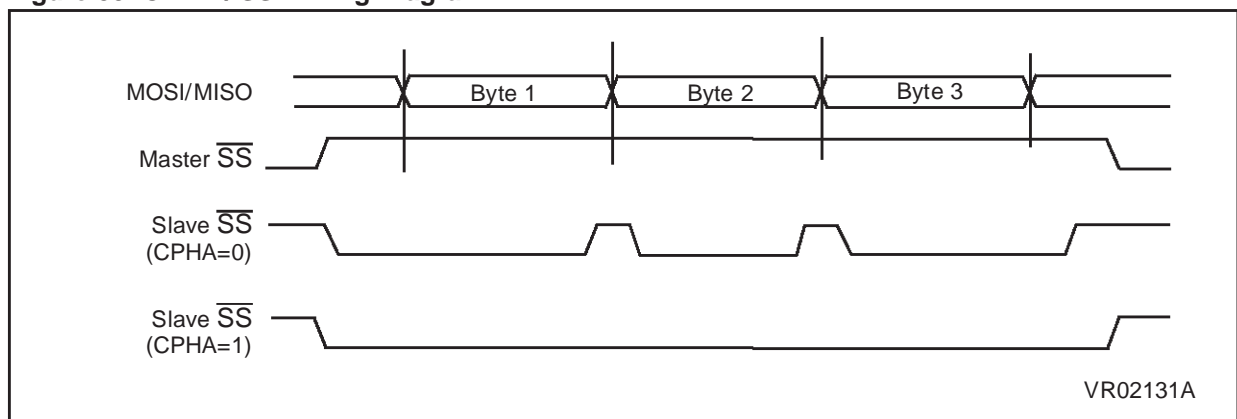 MOSI/MISO
Byte 1
Byte 2
Byte 3
Master SS
Slave SS
(CPHA=0)
Slave SS
(CPHA=1)
VR02131A